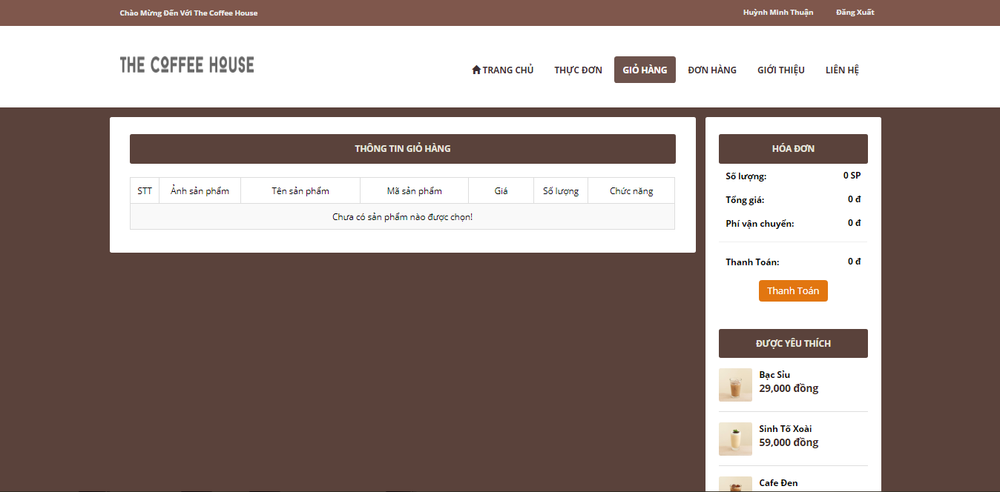 Chào Mừng Đến Với The Coffee House
Huỳnh Minh Thuận Đăng Xuất
THE COFFEE HOUSE
TRANG CHỦ THỰC ĐƠN GIỎ HÀNG ĐƠN HÀNG GIỚI THIỆU LIÊN HỆ
THÔNG TIN GIỎ HÀNG
STT Ảnh sản phẩm Tên sản phẩm Mã sản phẩm Giá Số lượng Chức năng
Chưa có sản phẩm nào được chọn!
HÓA ĐƠN
Số lượng: 0 SP
Tổng giá: 0 đ
Phí vận chuyển: 0 đ
Thanh Toán: 0 đ
Thanh Toán
ĐƯỢC YÊU THÍCH
Bạc Sỉu
29,000 đồng
Sinh Tố Xoài
59,000 đồng
Cafe Đen